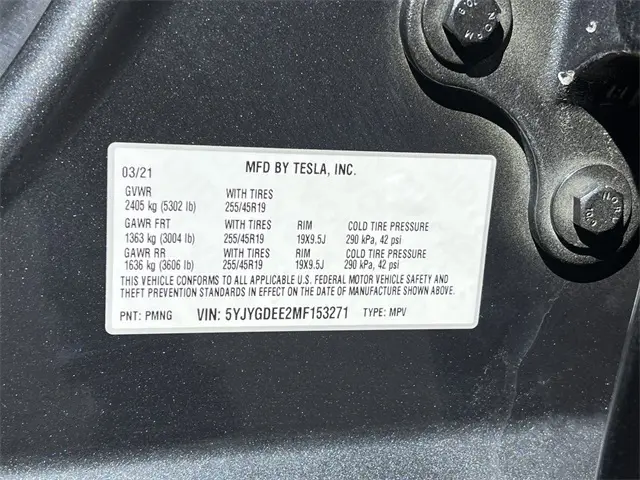 03/21 MFD BY TESLA, INC.
GVWR WITH TIRES
2405 kg (5302 lb) 255/45R19
GAWR FRT WITH TIRES RIM COLD TIRE PRESSURE
1363 kg (3004 lb) 255/45R19 19X9.5J 290 kPa, 42 psi
GAWR RR WITH TIRES RIM COLD TIRE PRESSURE
1636 kg (3606 lb) 255/45R19 19X9.5J 290 kPa, 42 psi
THIS VEHICLE CONFORMS TO ALL APPLICABLE U.S. FEDERAL MOTOR VEHICLE SAFETY AND
THEFT PREVENTION STANDARDS IN EFFECT ON THE DATE OF MANUFACTURE SHOWN ABOVE.
PNT: PMNG VIN: 5YJYGDEE2MF153271 TYPE: MPV